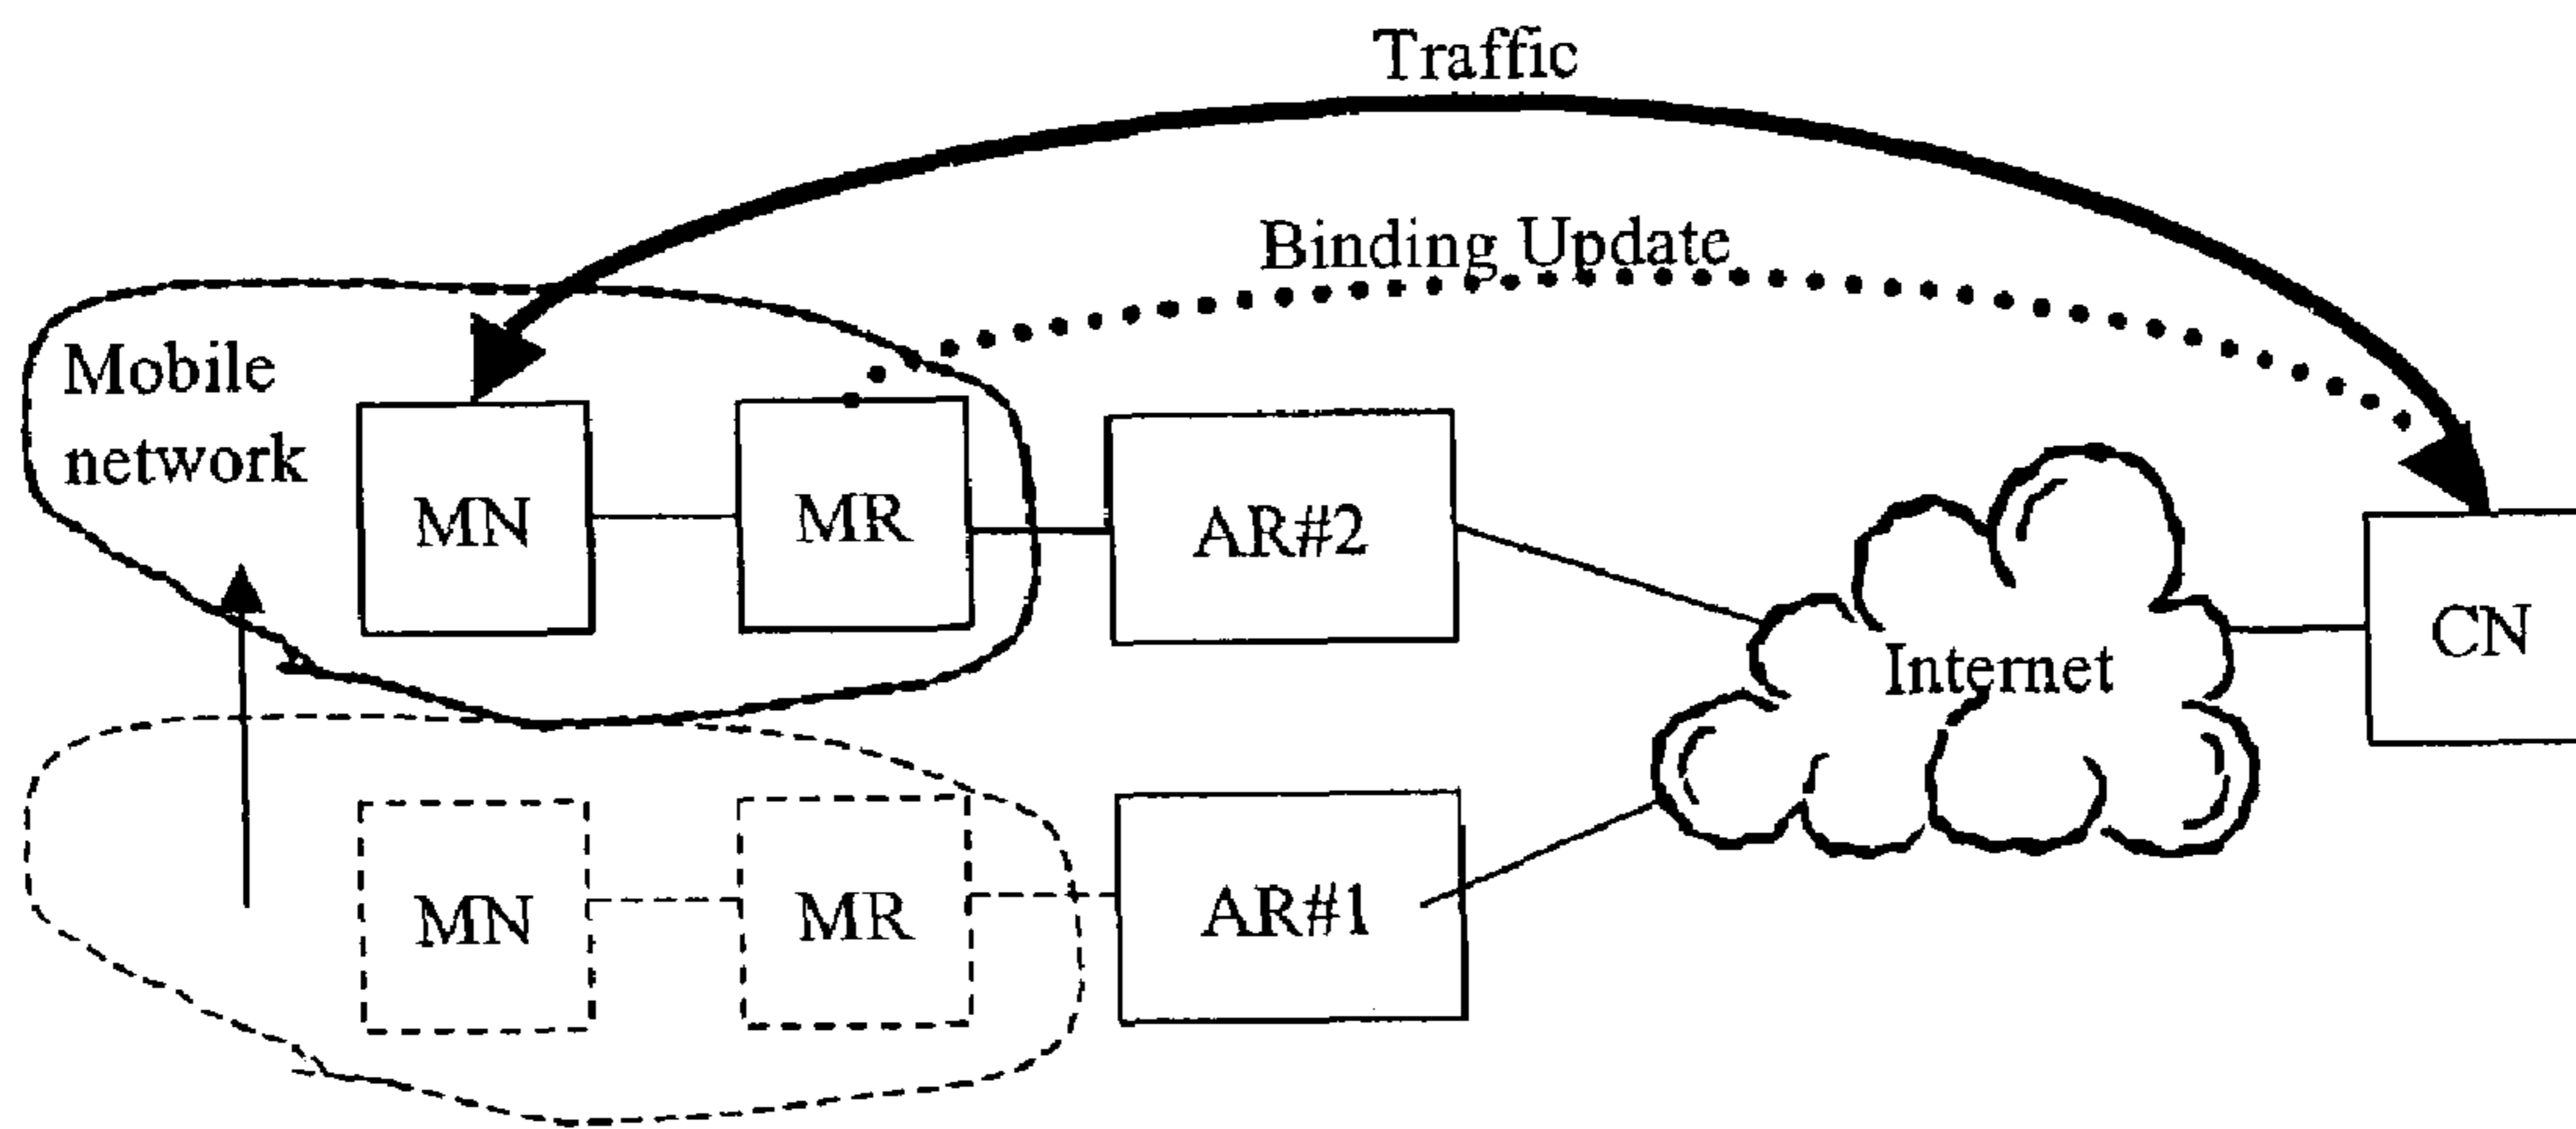 Traffic
Binding Update
Mobile
network
MN
MR
AR#2
Internet
CN
MN
MR
AR#1